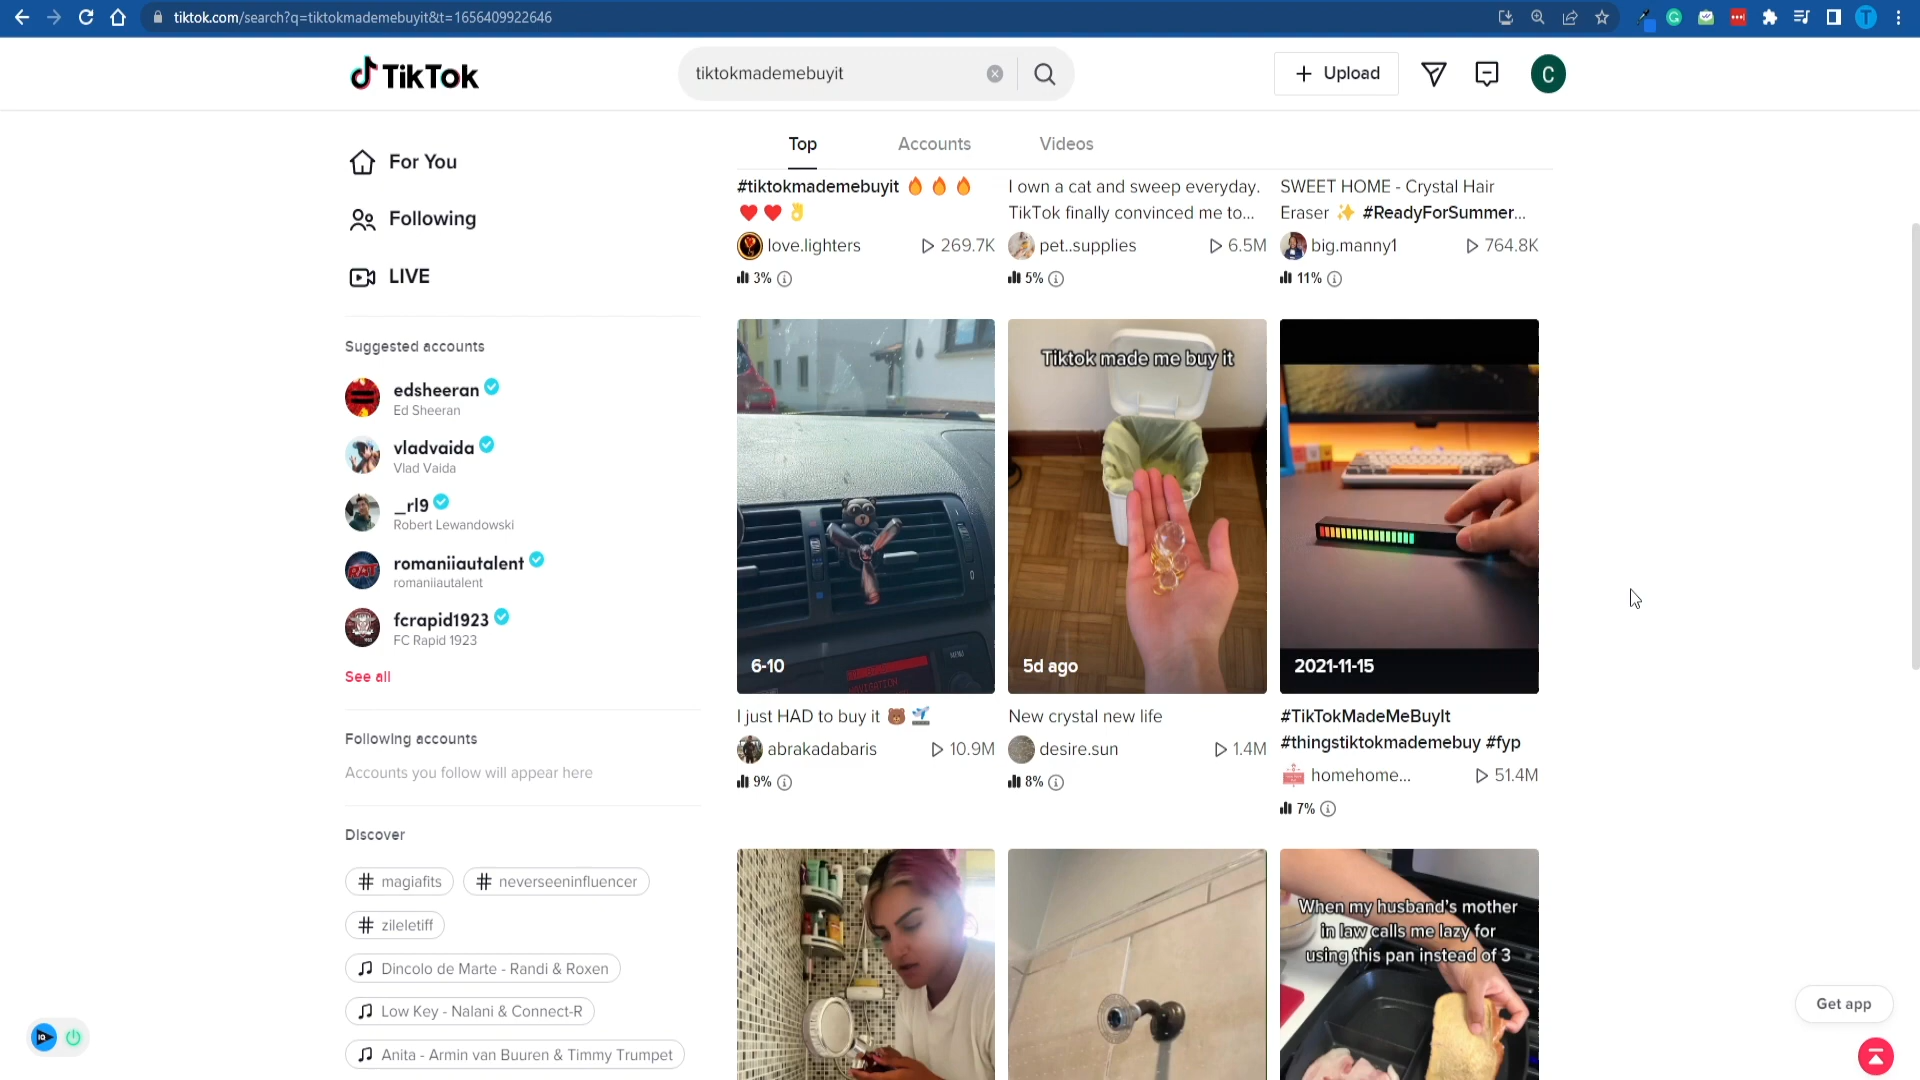 tiktok.com/search?q=tiktokmademebuyit&t=1656409922646
T
TikTok
tiktokmademebuyit
Upload
C
For You
Following
LIVE
Suggested accounts
edsheeran
Ed Sheeran
vladvaida
Vlad Vaida
_rl9
Robert Lewandowski
RAT
romaniiautalent
romaniiautalent
fcrapid1923
FC Rapid 1923
See all
Following accounts
Accounts you follow will appear here
Discover
# magiafits
# neverseeninfluencer
# zileletiff
Dincolo de Marte - Randi & Roxen
Low Key - Nalani & Connect-R
Anita - Armin van Buuren & Timmy Trumpet
Top Accounts Videos
#tiktokmademebuyit 🔥 🔥 🔥
❤️ ❤️ 👌
love.lighters 269.7K
3%
I own a cat and sweep everyday.
TikTok finally convinced me to...
pet..supplies 6.5M
5%
SWEET HOME - Crystal Hair
Eraser ✨ #ReadyForSummer...
big.manny1 764.8K
11%
MENU
NAVIGATION
6-10
I just HAD to buy it 🐻 🛫
abrakadabaris 10.9M
9%
Tiktok made me buy it
5d ago
New crystal new life
desire.sun 1.4M
8%
2021-11-15
#TikTokMadeMeBuyIt
#thingstiktokmademebuy #fyp
homehome... 51.4M
7%
When my husband's mother
in law calls me lazy for
using this pan instead of 3
Get app